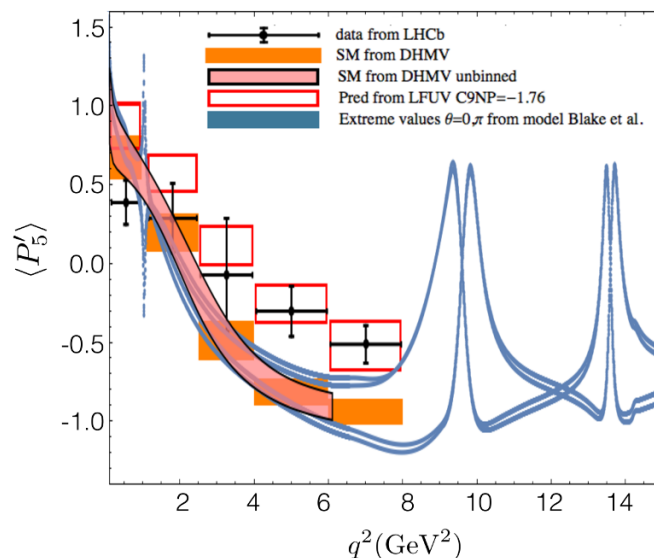 1.5
1.0
0.5
0.0
-0.5
-1.0
⟨P′5⟩
data from LHCb
SM from DHMV
SM from DHMV unbinned
Pred from LFUV C9NP=−1.76
Extreme values θ=0,π from model Blake et al.
2 4 6 8 10 12 14
q²(GeV²)